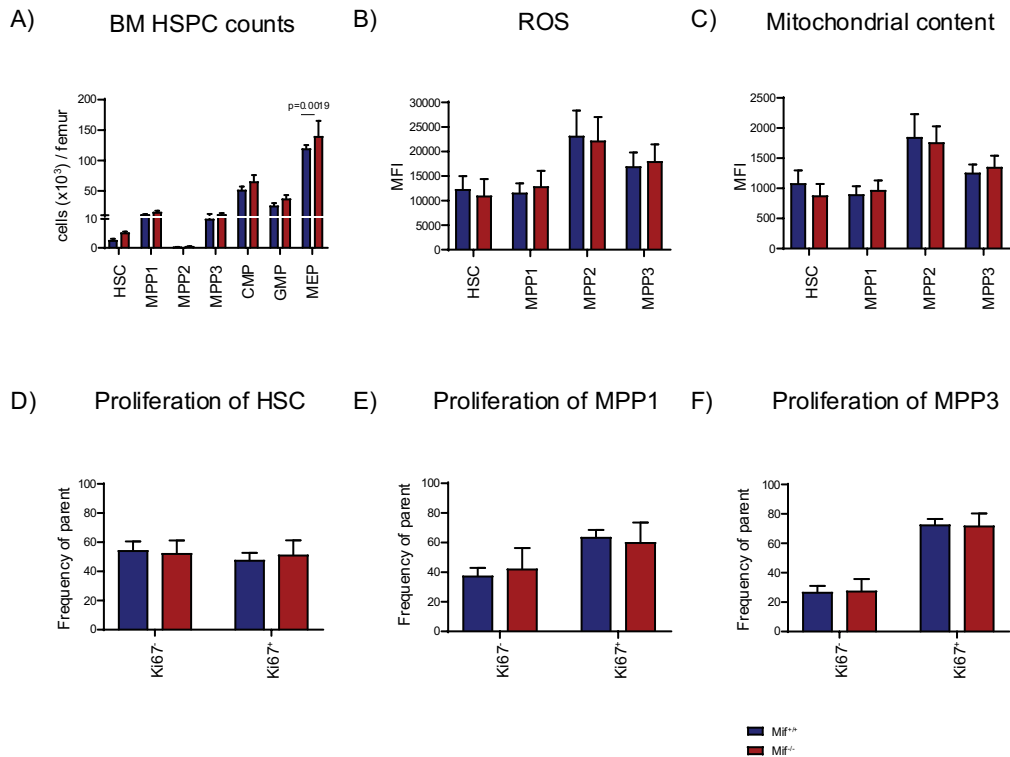 A) BM HSPC counts
B) ROS
C) Mitochondrial content
cells (x10³) / femur
200
150
100
50
10
0
p=0.0019
HSC
MPP1
MPP2
MPP3
CMP
GMP
MEP
MFI
30000
25000
20000
15000
10000
5000
0
HSC
MPP1
MPP2
MPP3
MFI
2500
2000
1500
1000
500
0
HSC
MPP1
MPP2
MPP3
D) Proliferation of HSC
E) Proliferation of MPP1
F) Proliferation of MPP3
Frequency of parent
100
80
60
40
20
0
Ki67⁻
Ki67⁺
Frequency of parent
100
80
60
40
20
0
Ki67⁻
Ki67⁺
Frequency of parent
100
80
60
40
20
0
Ki67⁻
Ki67⁺
Mif⁺/⁺
Mif⁻/⁻